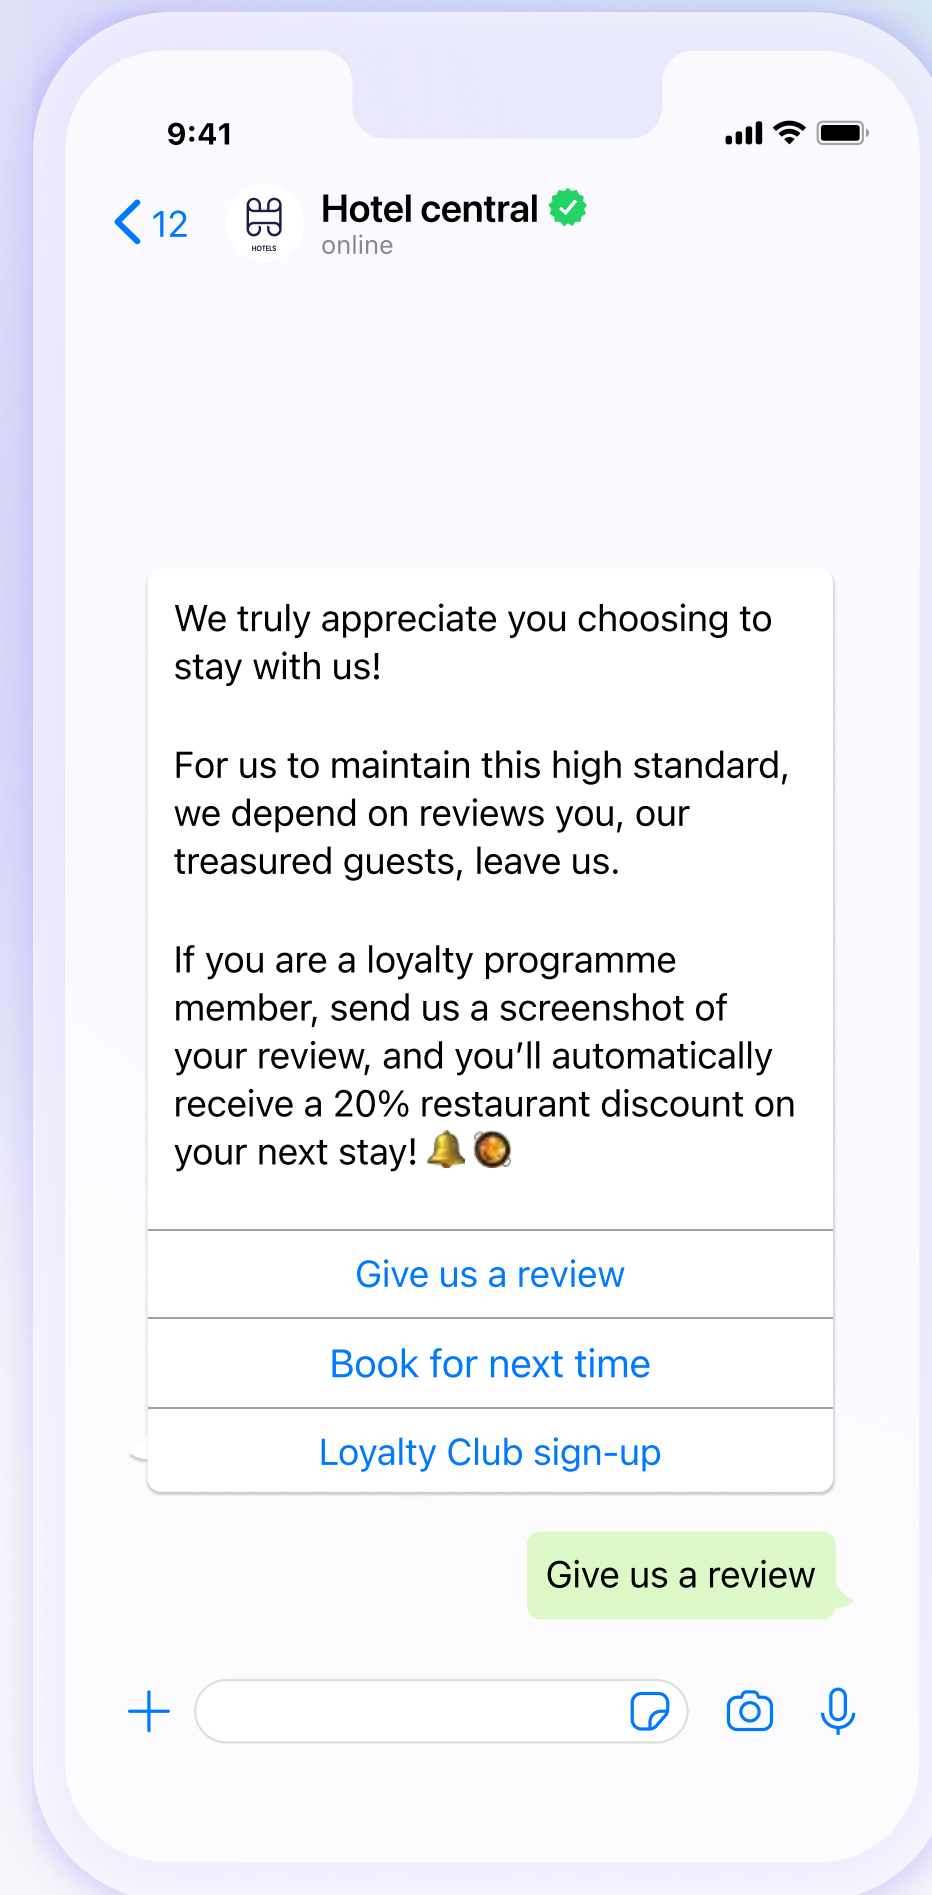 9:41
12
HOTELS
Hotel central
online
We truly appreciate you choosing to
stay with us!
For us to maintain this high standard,
we depend on reviews you, our
treasured guests, leave us.
If you are a loyalty programme
member, send us a screenshot of
your review, and you’ll automatically
receive a 20% restaurant discount on
your next stay! 🔔🥘
Give us a review
Book for next time
Loyalty Club sign-up
Give us a review